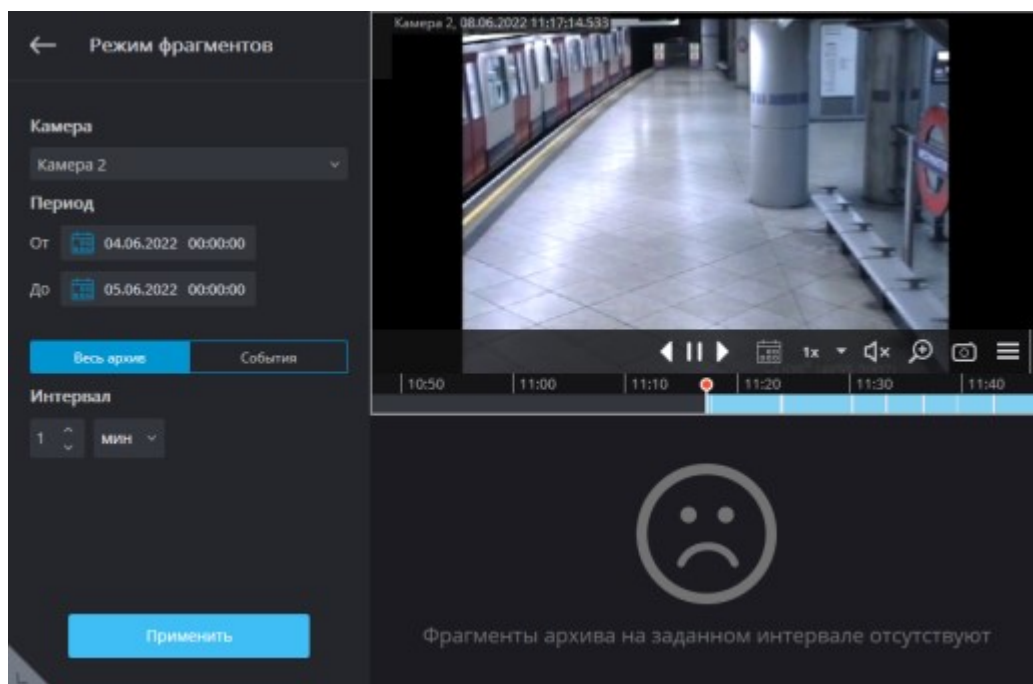 Режим фрагментов
Камера
Камера 2
Период
От 04.06.2022 00:00:00
До 05.06.2022 00:00:00
Весь архив События
Интервал
1 мин
Применить
Камера 2, 08.06.2022 11:17:14.533
1x
10:50 11:00 11:10 11:20 11:30 11:40
Фрагменты архива на заданном интервале отсутствуют